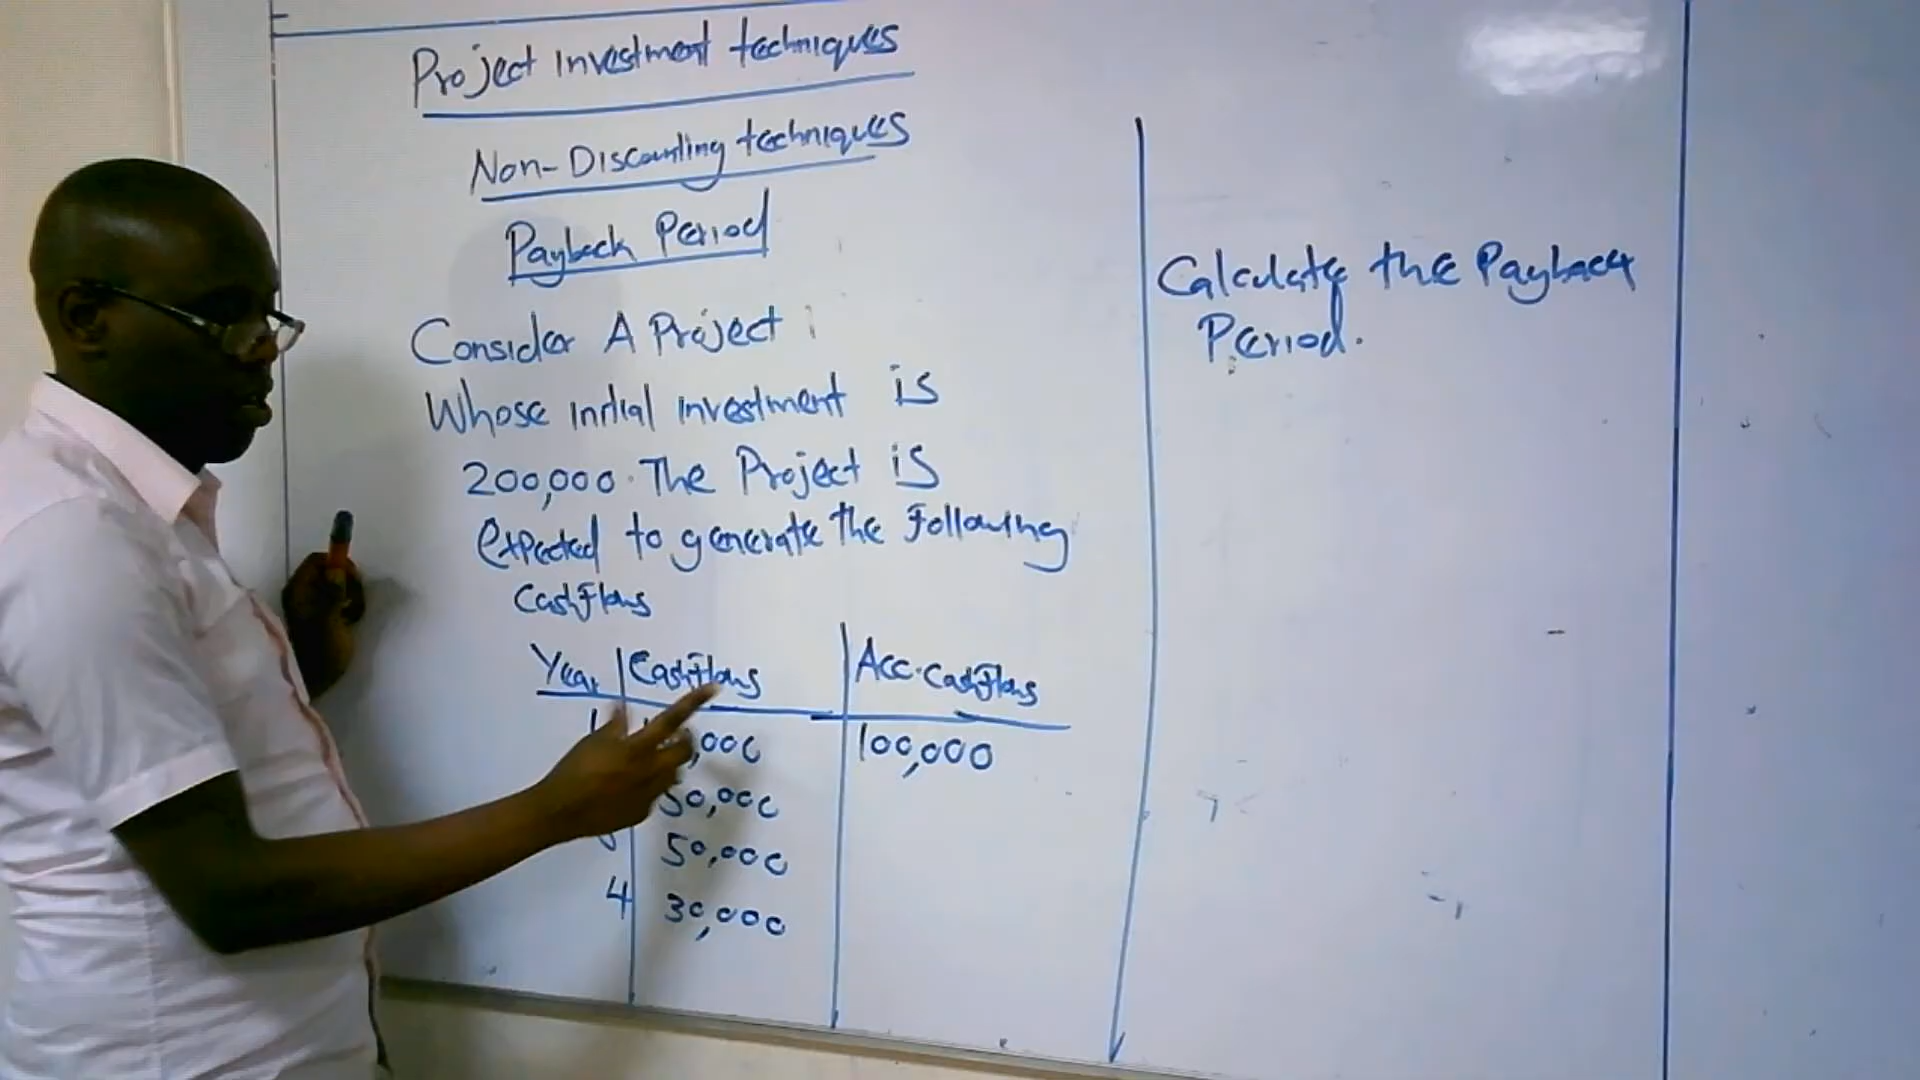 Project investment techniques
Non-Discounting techniques
Payback Period
Consider A Project
Whose initial investment is
200,000. The Project is
expected to generate the following
Cashflows
Year Cashflows Acc. Cashflows
1 ,000 100,000
50,000
50,000
4 30,000
Calculate the Payback
Period.